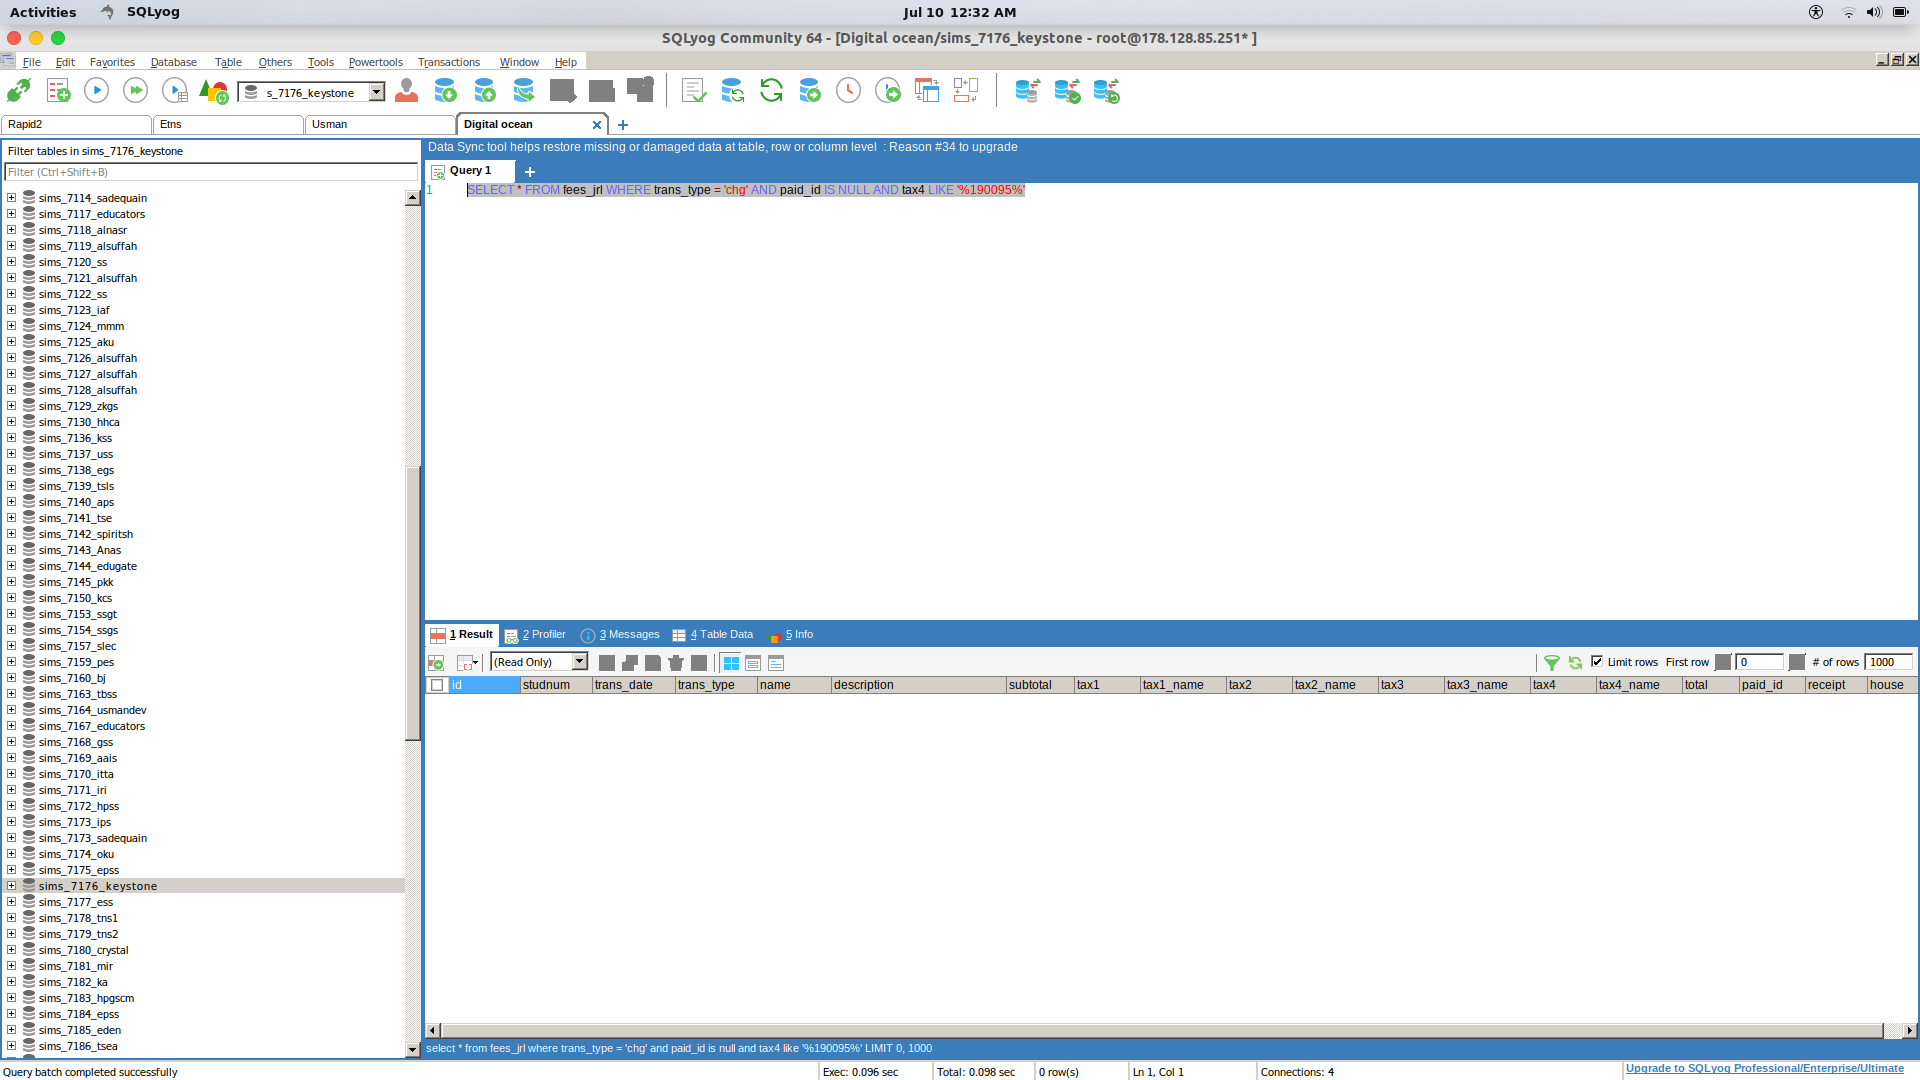 Activities SQLyog Jul 10 12:32 AM
SQLyog Community 64 - [Digital ocean/sims_7176_keystone - root@178.128.85.251* ]
File Edit Favorites Database Table Others Tools Powertools Transactions Window Help
s_7176_keystone
Rapid2 Etns Usman Digital ocean
Filter tables in sims_7176_keystone
Filter (Ctrl+Shift+B)
sims_7114_sadequain
sims_7117_educators
sims_7118_alnasr
sims_7119_alsuffah
sims_7120_ss
sims_7121_alsuffah
sims_7122_ss
sims_7123_iaf
sims_7124_mmm
sims_7125_aku
sims_7126_alsuffah
sims_7127_alsuffah
sims_7128_alsuffah
sims_7129_zkgs
sims_7130_hhca
sims_7136_kss
sims_7137_uss
sims_7138_egs
sims_7139_tsls
sims_7140_aps
sims_7141_tse
sims_7142_spiritsh
sims_7143_Anas
sims_7144_edugate
sims_7145_pkk
sims_7150_kcs
sims_7153_ssgt
sims_7154_ssgs
sims_7157_slec
sims_7159_pes
sims_7160_bj
sims_7163_tbss
sims_7164_usmandev
sims_7167_educators
sims_7168_gss
sims_7169_aais
sims_7170_itta
sims_7171_iri
sims_7172_hpss
sims_7173_ips
sims_7173_sadequain
sims_7174_oku
sims_7175_epss
sims_7176_keystone
sims_7177_ess
sims_7178_tns1
sims_7179_tns2
sims_7180_crystal
sims_7181_mir
sims_7182_ka
sims_7183_hpgscm
sims_7184_epss
sims_7185_eden
sims_7186_tsea
Data Sync tool helps restore missing or damaged data at table, row or column level : Reason #34 to upgrade
Query 1
1 SELECT * FROM fees_jrl WHERE trans_type = 'chg' AND paid_id IS NULL AND tax4 LIKE '%190095%'
1 Result 2 Profiler 3 Messages 4 Table Data 5 Info
(Read Only) Limit rows First row 0 # of rows 1000
id studnum trans_date trans_type name description subtotal tax1 tax1_name tax2 tax2_name tax3 tax3_name tax4 tax4_name total paid_id receipt house
select * from fees_jrl where trans_type = 'chg' and paid_id is null and tax4 like '%190095%' LIMIT 0, 1000
Query batch completed successfully Exec: 0.096 sec Total: 0.098 sec 0 row(s) Ln 1, Col 1 Connections: 4 Upgrade to SQLyog Professional/Enterprise/Ultimate